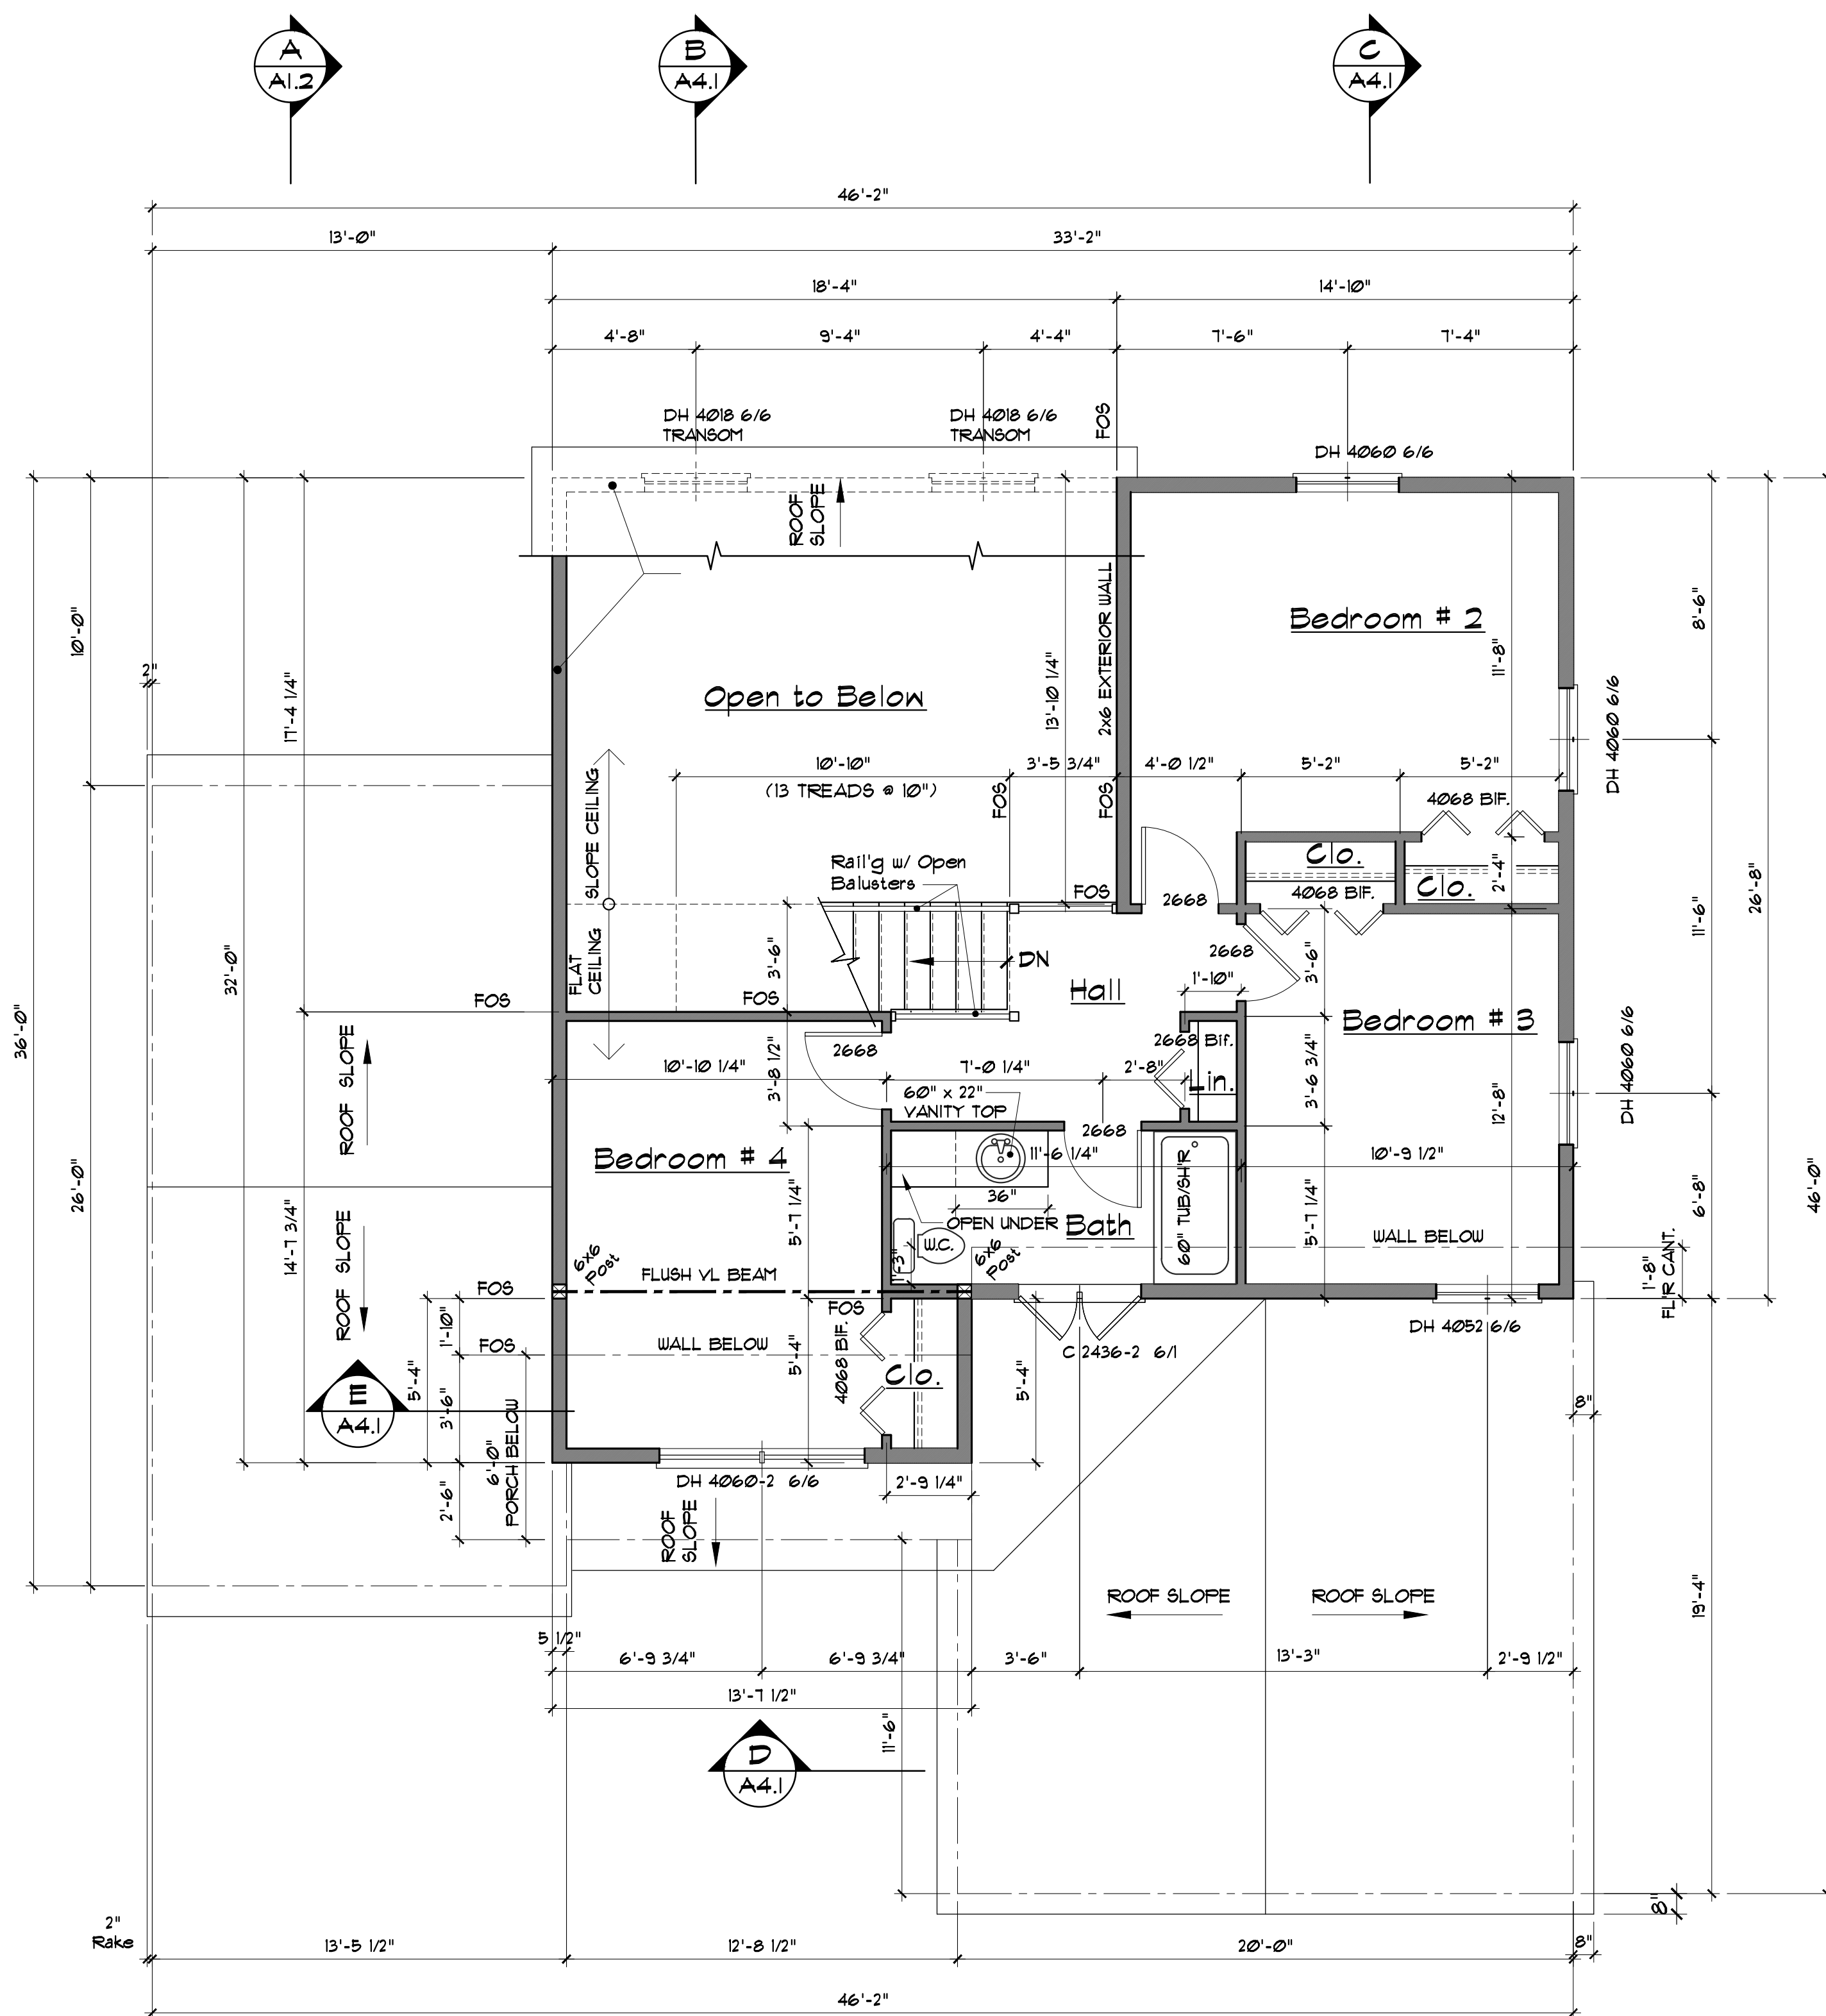 A
A1.2
B
A4.1
C
A4.1
46'-2"
13'-0"
33'-2"
18'-4"
14'-10"
4'-8"
9'-4"
4'-4"
7'-6"
7'-4"
DH 4018 6/6
TRANSOM
DH 4018 6/6
TRANSOM
FOS
DH 4060 6/6
ROOF
SLOPE
Bedroom # 2
8'-6"
10'-0"
2x6 EXTERIOR WALL
11'-8"
2"
17'-4 1/4"
Open to Below
13'-10 1/4"
DH 4060 6/6
10'-10"
(13 TREADS @ 10")
3'-5 3/4"
4'-0 1/2"
5'-2"
5'-2"
FOS
FOS
4068 BIF.
SLOPE CEILING
Rail'g w/ Open
Balusters
Clo.
Clo.
2'-4"
4068 BIF.
FOS
2668
26'-8"
11'-6"
32'-0"
FLAT
CEILING
3'-6"
DN
2668
3'-6"
1'-10"
Hall
FOS
FOS
Bedroom # 3
36'-0"
ROOF SLOPE
2668
2668 Bif.
10'-10 1/4"
3'-8 1/2"
7'-0 1/4"
2'-8"
Lin.
3'-6 3/4"
12'-8"
DH 4060 6/6
60" x 22"
VANITY TOP
2668
Bedroom # 4
11'-6 1/4"
10'-9 1/2"
60" TUB/SH'R
26'-0"
36"
OPEN UNDER
Bath
5'-7 1/4"
5'-7 1/4"
6'-8"
46'-0"
14'-7 3/4"
ROOF SLOPE
W.C.
1'-3"
6x6
Post
6x6
Post
WALL BELOW
FLUSH VL BEAM
1'-8"
FL'R CANT.
FOS
FOS
1'-10"
FOS
WALL BELOW
5'-4"
4068 BIF.
Clo.
C 2436-2 6/1
DH 4052 6/6
E
A4.1
5'-4"
3'-6"
5'-4"
8"
6'-0"
PORCH BELOW
2'-6"
DH 4060-2 6/6
2'-9 1/4"
ROOF
SLOPE
ROOF SLOPE
ROOF SLOPE
19'-4"
5 1/2"
6'-9 3/4"
6'-9 3/4"
3'-6"
13'-3"
2'-9 1/2"
13'-7 1/2"
11'-6"
D
A4.1
8"
2"
Rake
13'-5 1/2"
12'-8 1/2"
20'-0"
8"
46'-2"